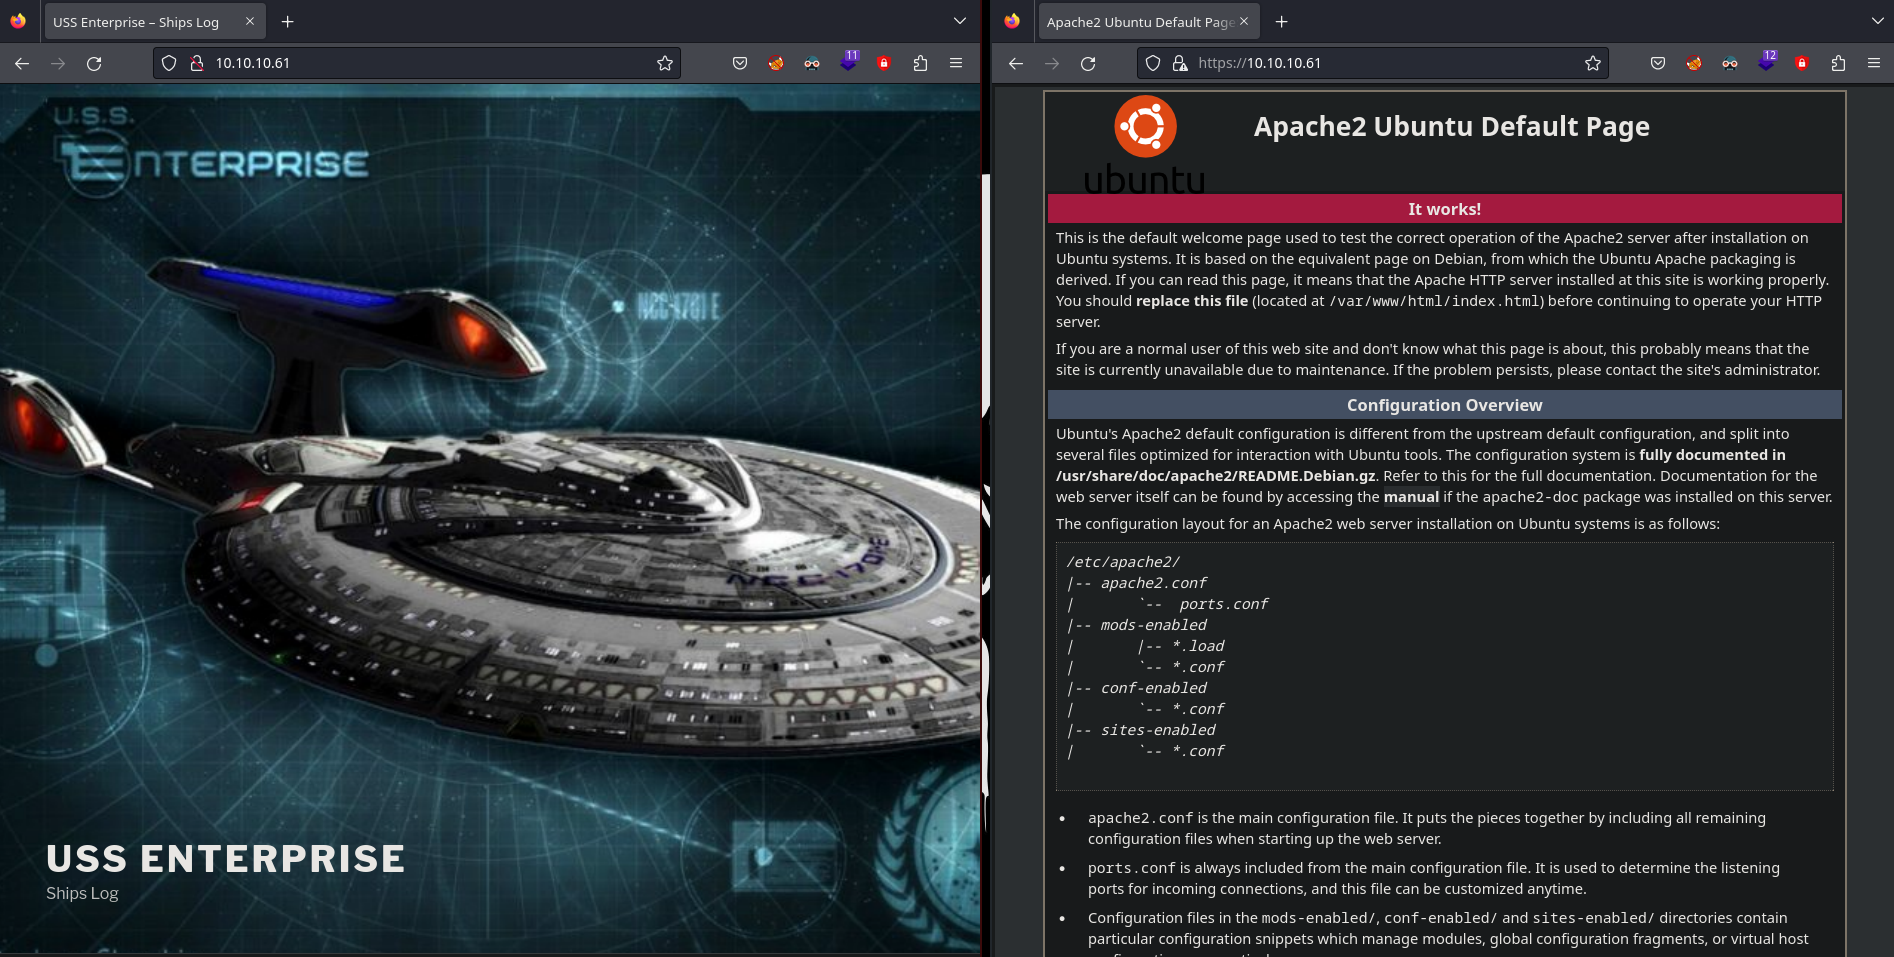 USS Enterprise – Ships Log
10.10.10.61
11
U.S.S.
ENTERPRISE
NCC-1701 E
USS ENTERPRISE
Ships Log
Apache2 Ubuntu Default Page
https://10.10.10.61
12
ubuntu
Apache2 Ubuntu Default Page
It works!
This is the default welcome page used to test the correct operation of the Apache2 server after installation on
Ubuntu systems. It is based on the equivalent page on Debian, from which the Ubuntu Apache packaging is
derived. If you can read this page, it means that the Apache HTTP server installed at this site is working properly.
You should replace this file (located at /var/www/html/index.html) before continuing to operate your HTTP
server.
If you are a normal user of this web site and don't know what this page is about, this probably means that the
site is currently unavailable due to maintenance. If the problem persists, please contact the site's administrator.
Configuration Overview
Ubuntu's Apache2 default configuration is different from the upstream default configuration, and split into
several files optimized for interaction with Ubuntu tools. The configuration system is fully documented in
/usr/share/doc/apache2/README.Debian.gz. Refer to this for the full documentation. Documentation for the
web server itself can be found by accessing the manual if the apache2-doc package was installed on this server.
The configuration layout for an Apache2 web server installation on Ubuntu systems is as follows:
/etc/apache2/
|-- apache2.conf
|       `--  ports.conf
|-- mods-enabled
|       |-- *.load
|       `-- *.conf
|-- conf-enabled
|       `-- *.conf
|-- sites-enabled
|       `-- *.conf
• apache2.conf is the main configuration file. It puts the pieces together by including all remaining
configuration files when starting up the web server.
• ports.conf is always included from the main configuration file. It is used to determine the listening
ports for incoming connections, and this file can be customized anytime.
• Configuration files in the mods-enabled/, conf-enabled/ and sites-enabled/ directories contain
particular configuration snippets which manage modules, global configuration fragments, or virtual host